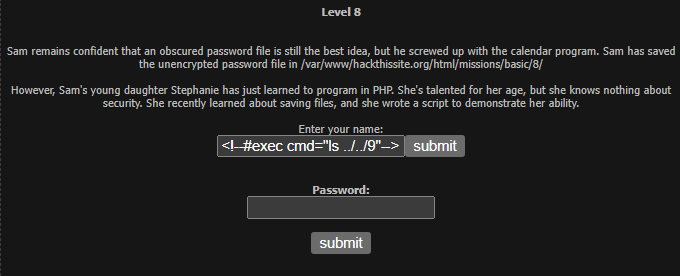 Level 8
Sam remains confident that an obscured password file is still the best idea, but he screwed up with the calendar program. Sam has saved
the unencrypted password file in /var/www/hackthissite.org/html/missions/basic/8/
However, Sam's young daughter Stephanie has just learned to program in PHP. She's talented for her age, but she knows nothing about
security. She recently learned about saving files, and she wrote a script to demonstrate her ability.
Enter your name:
<!--#exec cmd="ls ../../9"--> submit
Password:
submit